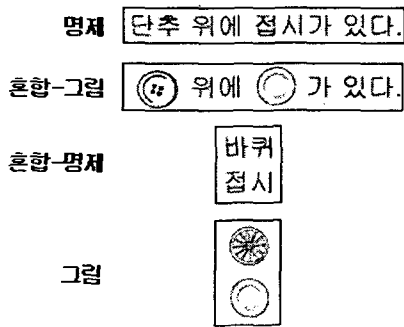 명제 단추 위에 접시가 있다.
혼합-그림 위에 가 있다.
혼합-명제 바퀴
접시
그림